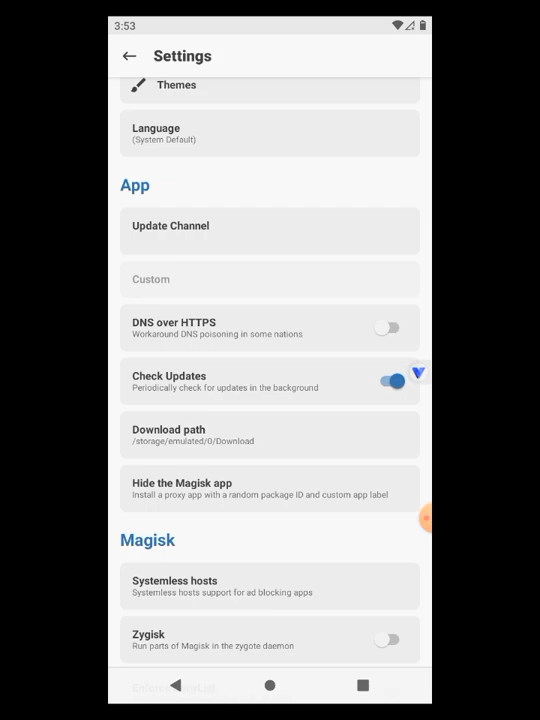 3:53
Settings
Themes
Language
(System Default)
App
Update Channel
Custom
DNS over HTTPS
Workaround DNS poisoning in some nations
Check Updates
Periodically check for updates in the background
Download path
/storage/emulated/0/Download
Hide the Magisk app
Install a proxy app with a random package ID and custom app label
Magisk
Systemless hosts
Systemless hosts support for ad blocking apps
Zygisk
Run parts of Magisk in the zygote daemon